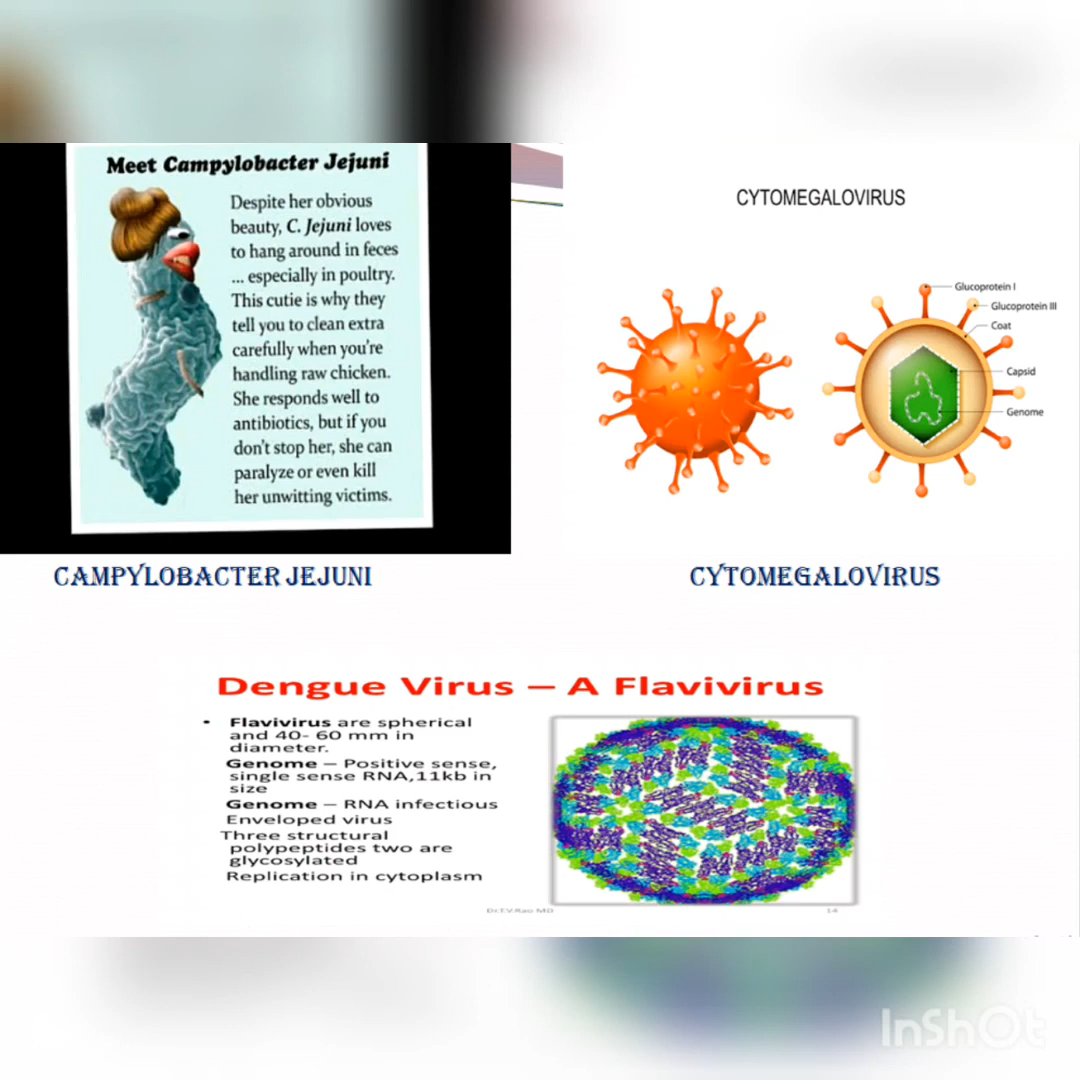 Meet Campylobacter Jejuni
Despite her obvious
beauty, C. Jejuni loves
to hang around in feces
... especially in poultry.
This cutie is why they
tell you to clean extra
carefully when you're
handling raw chicken.
She responds well to
antibiotics, but if you
don't stop her, she can
paralyze or even kill
her unwitting victims.
CAMPYLOBACTER JEJUNI
CYTOMEGALOVIRUS
Glucoprotein I
Glucoprotein III
Coat
Capsid
Genome
CYTOMEGALOVIRUS
Dengue Virus – A Flavivirus
• Flavivirus are spherical
and 40- 60 mm in
diameter.
Genome – Positive sense,
single sense RNA,11kb in
size
Genome – RNA infectious
Enveloped virus
Three structural
polypeptides two are
glycosylated
Replication in cytoplasm
Dr.T.V.Rao MD
14
InShOt